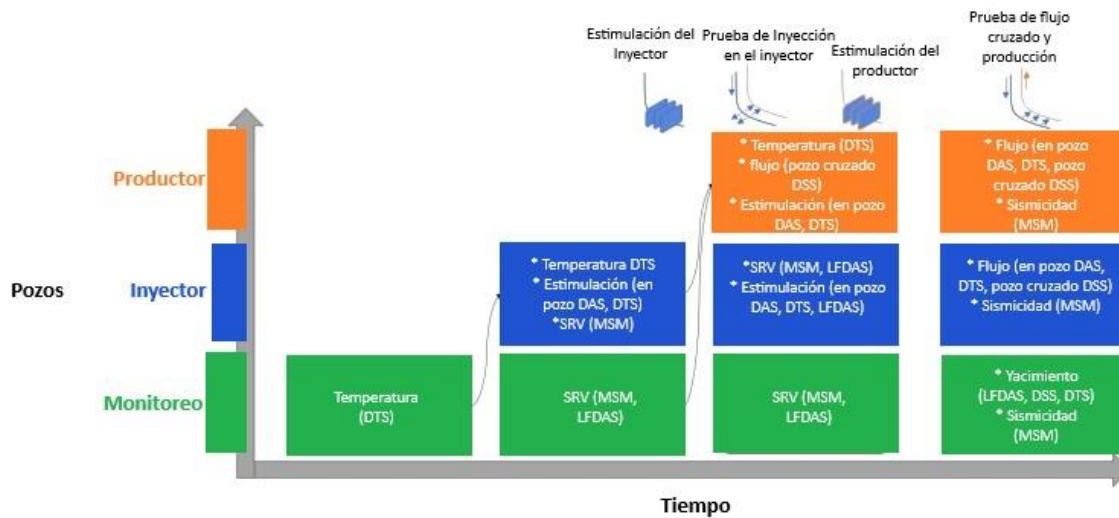 Estimulación del
Inyector
Prueba de Inyección
en el inyector
Estimulación del
productor
Prueba de flujo
cruzado y
producción
Productor
* Temperatura (DTS)
* flujo (pozo cruzado
DSS)
* Estimulación (en pozo
DAS, DTS)
* Flujo (en pozo
DAS, DTS, pozo
cruzado DSS)
* Sismicidad
(MSM)
Pozos
Inyector
* Temperatura DTS
* Estimulación (en
pozo DAS, DTS)
*SRV (MSM)
*SRV (MSM, LFDAS)
* Estimulación (en pozo
DAS, DTS, LFDAS)
* Flujo (en pozo DAS,
DTS, pozo cruzado DSS)
* Sismicidad (MSM)
Monitoreo
Temperatura
(DTS)
SRV (MSM,
LFDAS)
SRV (MSM,
LFDAS)
* Yacimiento
(LFDAS, DSS, DTS)
* Sismicidad
(MSM)
Tiempo